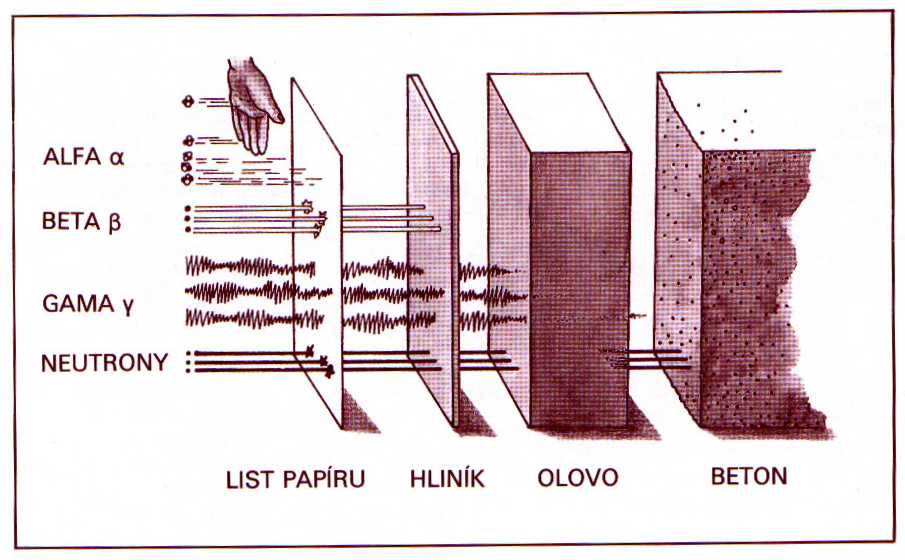 ALFA α
BETA β
GAMA γ
NEUTRONY
LIST PAPÍRU
HLINÍK
OLOVO
BETON